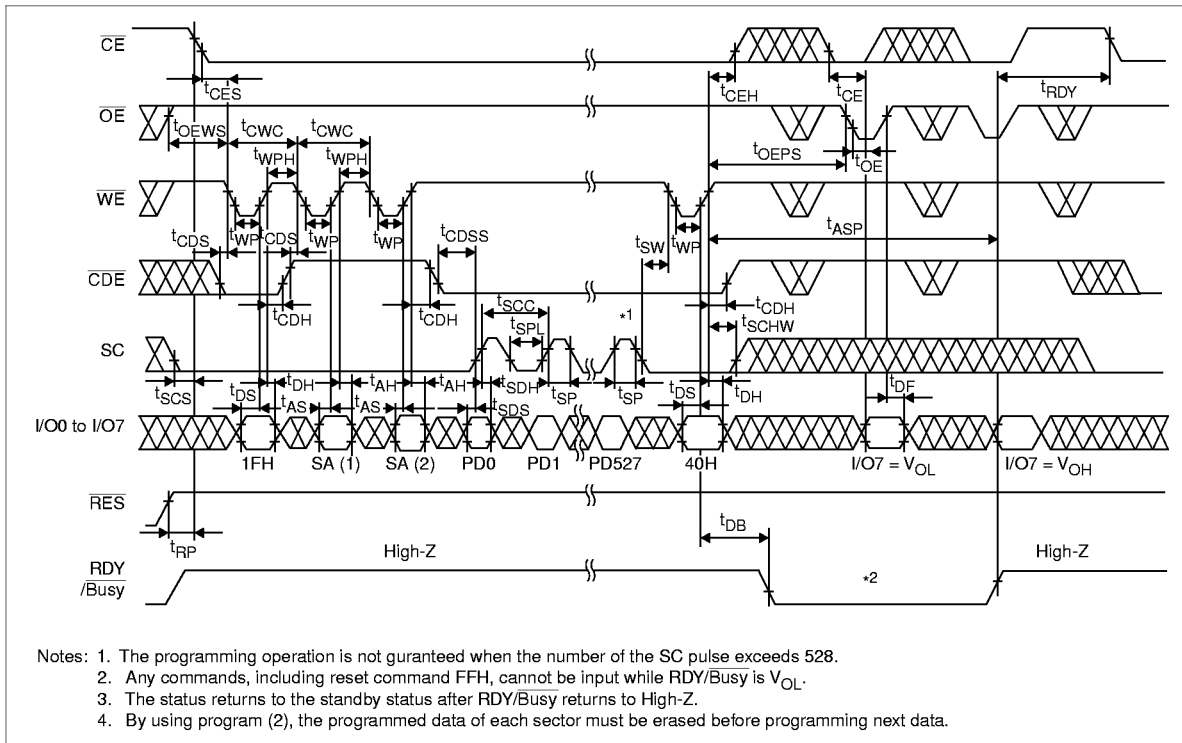 CE
tCES
tCEH
tCE
tRDY
OE
tOEWS
tCWC
tCWC
tWPH
tWPH
tOEPS
tOE
WE
tCDS
tWP
tCDS
tWP
tWP
tCDSS
tSW
tWP
tASP
CDE
tCDH
tCDH
tSCC
tSPL
*1
tCDH
tSCHW
SC
tSCS
tDS
tDH
tAS
tAH
tAS
tAH
tSDH
tSDS
tSP
tSP
tDS
tDH
tDF
I/O0 to I/O7
1FH
SA (1)
SA (2)
PD0
PD1
PD527
40H
I/O7 = VOL
I/O7 = VOH
RES
tRP
tDB
High-Z
High-Z
RDY
/Busy
*2
Notes: 1. The programming operation is not guranteed when the number of the SC pulse exceeds 528.
2. Any commands, including reset command FFH, cannot be input while RDY/Busy is VOL.
3. The status returns to the standby status after RDY/Busy returns to High-Z.
4. By using program (2), the programmed data of each sector must be erased before programming next data.